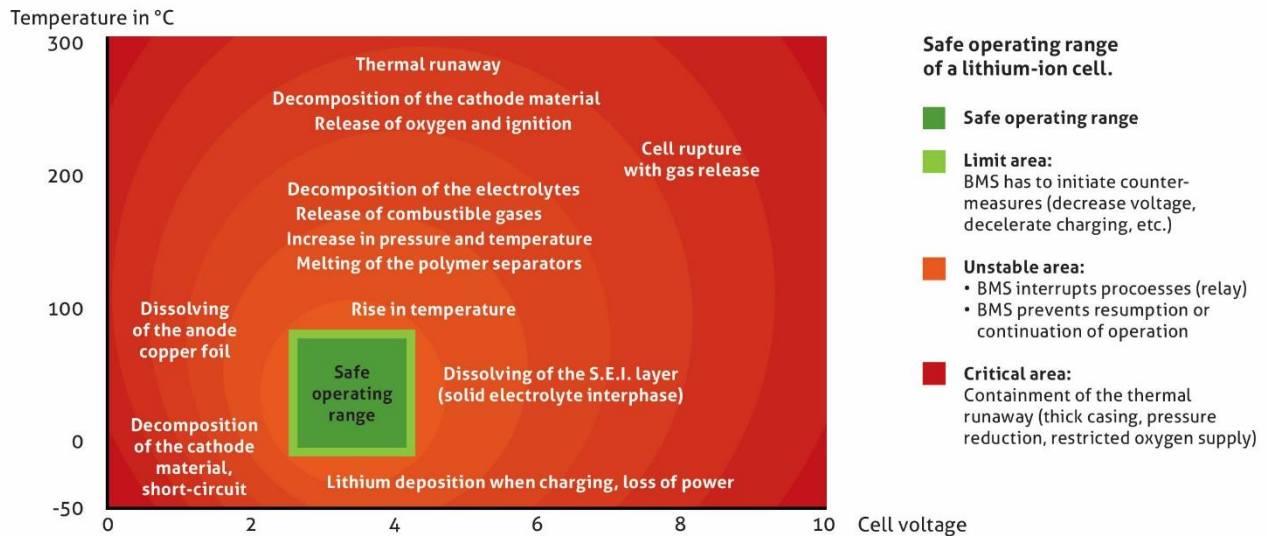 Temperature in °C
300
200
100
0
-50
0
2
4
6
8
10
Cell voltage
Thermal runaway
Decomposition of the cathode material
Release of oxygen and ignition
Cell rupture
with gas release
Decomposition of the electrolytes
Release of combustible gases
Increase in pressure and temperature
Melting of the polymer separators
Dissolving
of the anode
copper foil
Rise in temperature
Safe
operating
range
Dissolving of the S.E.I. layer
(solid electrolyte interphase)
Decomposition
of the cathode
material,
short-circuit
Lithium deposition when charging, loss of power
Safe operating range
of a lithium-ion cell.
Safe operating range
Limit area:
BMS has to initiate counter-
measures (decrease voltage,
decelerate charging, etc.)
Unstable area:
• BMS interrupts procoesses (relay)
• BMS prevents resumption or
continuation of operation
Critical area:
Containment of the thermal
runaway (thick casing, pressure
reduction, restricted oxygen supply)